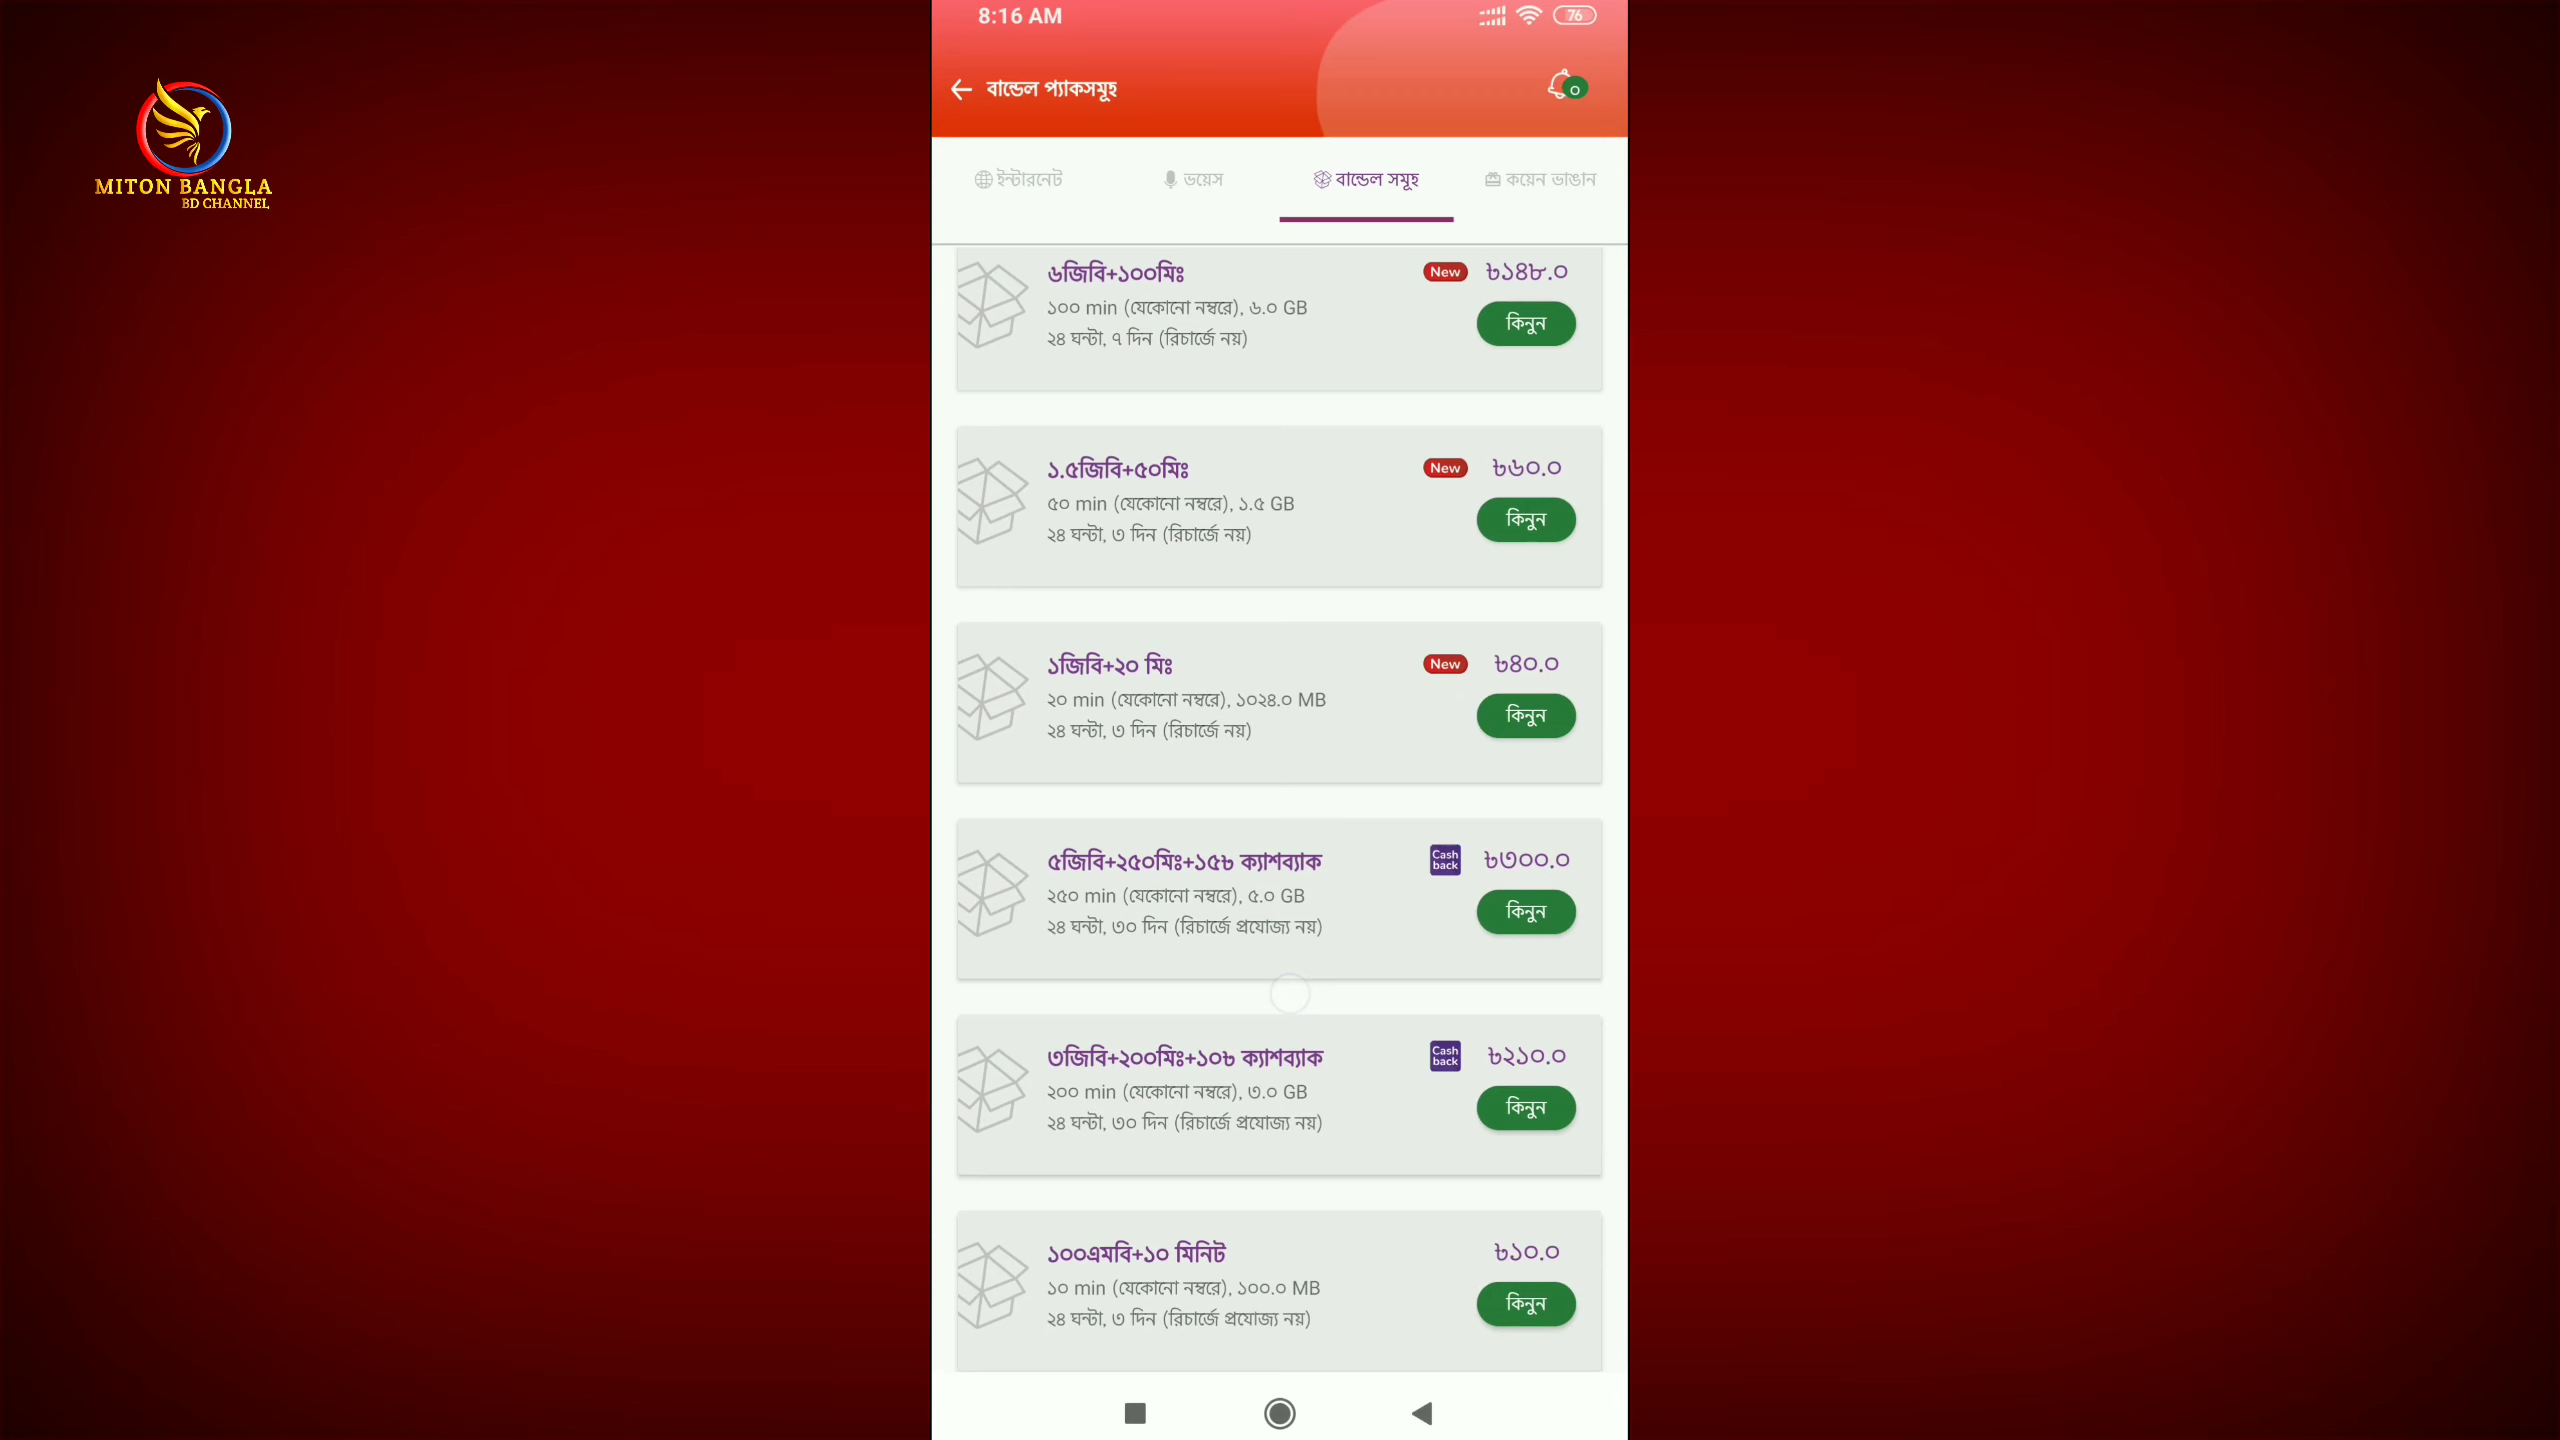 MITON BANGLA
BD CHANNEL
8:16 AM
76
বান্ডেল প্যাকসমূহ
০
ইন্টারনেট
ভয়েস
বান্ডেল সমূহ
কয়েন ভাঙান
৬জিবি+১০০মিঃ
New
৳১৪৮.০
১০০ min (যেকোনো নম্বরে), ৬.০ GB
কিনুন
২৪ ঘন্টা, ৭ দিন (রিচার্জে নয়)
১.৫জিবি+৫০মিঃ
New
৳৬০.০
৫০ min (যেকোনো নম্বরে), ১.৫ GB
কিনুন
২৪ ঘন্টা, ৩ দিন (রিচার্জে নয়)
১জিবি+২০ মিঃ
New
৳৪০.০
২০ min (যেকোনো নম্বরে), ১০২৪.০ MB
কিনুন
২৪ ঘন্টা, ৩ দিন (রিচার্জে নয়)
৫জিবি+২৫০মিঃ+১৫৳ ক্যাশব্যাক
Cash
back
৳৩০০.০
২৫০ min (যেকোনো নম্বরে), ৫.০ GB
কিনুন
২৪ ঘন্টা, ৩০ দিন (রিচার্জে প্রযোজ্য নয়)
৩জিবি+২০০মিঃ+১০৳ ক্যাশব্যাক
Cash
back
৳২১০.০
২০০ min (যেকোনো নম্বরে), ৩.০ GB
কিনুন
২৪ ঘন্টা, ৩০ দিন (রিচার্জে প্রযোজ্য নয়)
১০০এমবি+১০ মিনিট
৳১০.০
১০ min (যেকোনো নম্বরে), ১০০.০ MB
কিনুন
২৪ ঘন্টা, ৩ দিন (রিচার্জে প্রযোজ্য নয়)